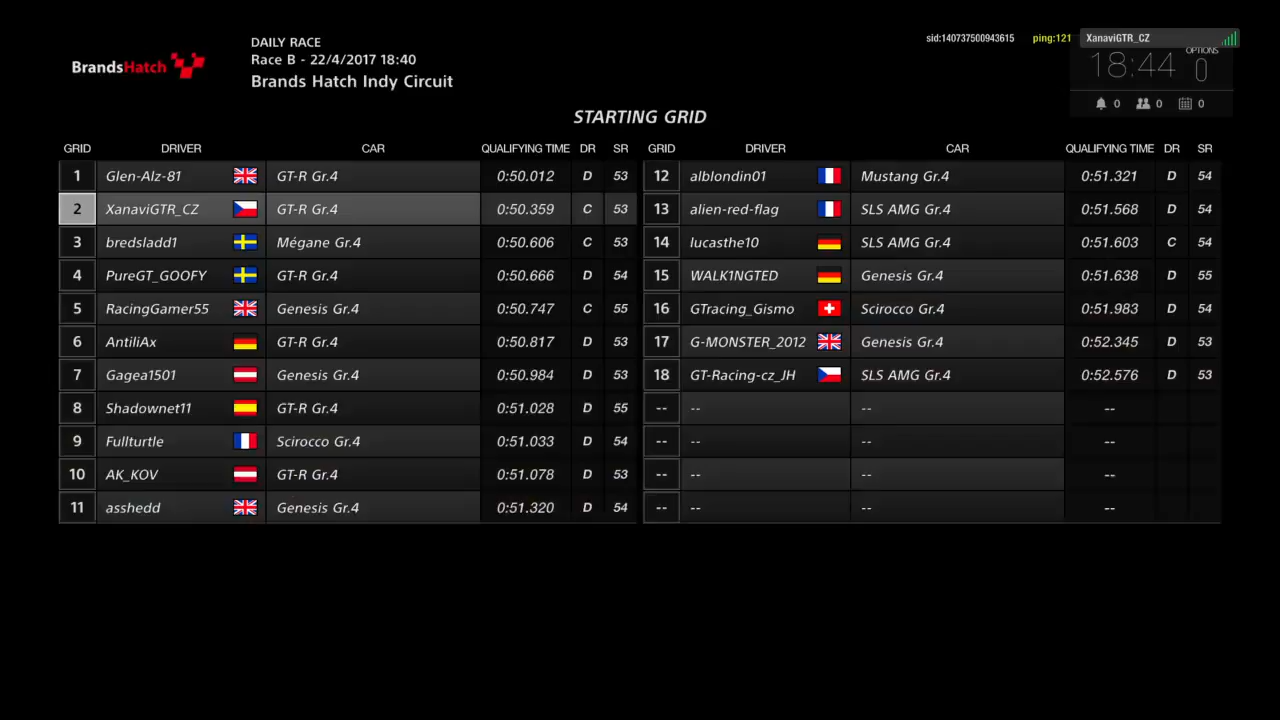 sid:140737500943615 ping:121 XanaviGTR_CZ
DAILY RACE
OPTIONS
BrandsHatch
Race B - 22/4/2017 18:40
18:44 0
Brands Hatch Indy Circuit
0 0 0
STARTING GRID
GRID DRIVER CAR QUALIFYING TIME DR SR GRID DRIVER CAR QUALIFYING TIME DR SR
1 Glen-Alz-81 GT-R Gr.4 0:50.012 D 53 12 alblondin01 Mustang Gr.4 0:51.321 D 54
2 XanaviGTR_CZ GT-R Gr.4 0:50.359 C 53 13 alien-red-flag SLS AMG Gr.4 0:51.568 D 54
3 bredsladd1 Mégane Gr.4 0:50.606 C 53 14 lucasthe10 SLS AMG Gr.4 0:51.603 C 54
4 PureGT_GOOFY GT-R Gr.4 0:50.666 D 54 15 WALK1NGTED Genesis Gr.4 0:51.638 D 55
5 RacingGamer55 Genesis Gr.4 0:50.747 C 55 16 GTracing_Gismo Scirocco Gr.4 0:51.983 D 54
6 AntiliAx GT-R Gr.4 0:50.817 D 53 17 G-MONSTER_2012 Genesis Gr.4 0:52.345 D 53
7 Gagea1501 Genesis Gr.4 0:50.984 D 53 18 GT-Racing-cz_JH SLS AMG Gr.4 0:52.576 D 53
8 Shadownet11 GT-R Gr.4 0:51.028 D 55 -- -- -- --
9 Fullturtle Scirocco Gr.4 0:51.033 D 54 -- -- -- --
10 AK_KOV GT-R Gr.4 0:51.078 D 53 -- -- -- --
11 asshedd Genesis Gr.4 0:51.320 D 54 -- -- -- --